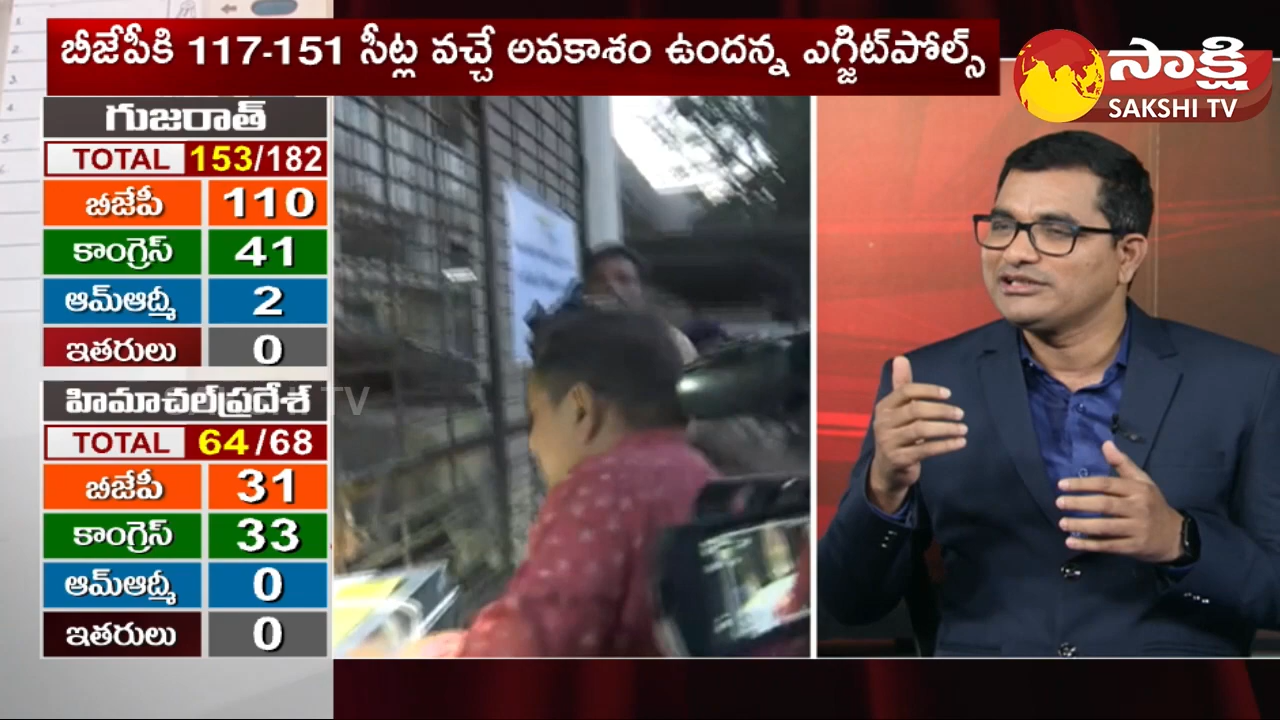 బీజేపీకి 117-151 సీట్ల వచ్చే అవకాశం ఉందన్న ఎగ్జిట్‌పోల్స్
సాక్షి
SAKSHI TV
గుజరాత్
TOTAL 153/182
బీజేపీ 110
కాంగ్రెస్ 41
ఆమ్ఆద్మీ 2
ఇతరులు 0
హిమాచల్‌ప్రదేశ్
TOTAL 64/68
బీజేపీ 31
కాంగ్రెస్ 33
ఆమ్ఆద్మీ 0
ఇతరులు 0